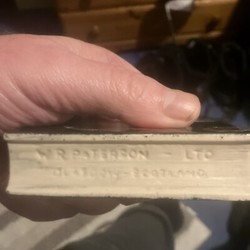 W R PATERSON - LTD
GLASGOW - SCOTLAND